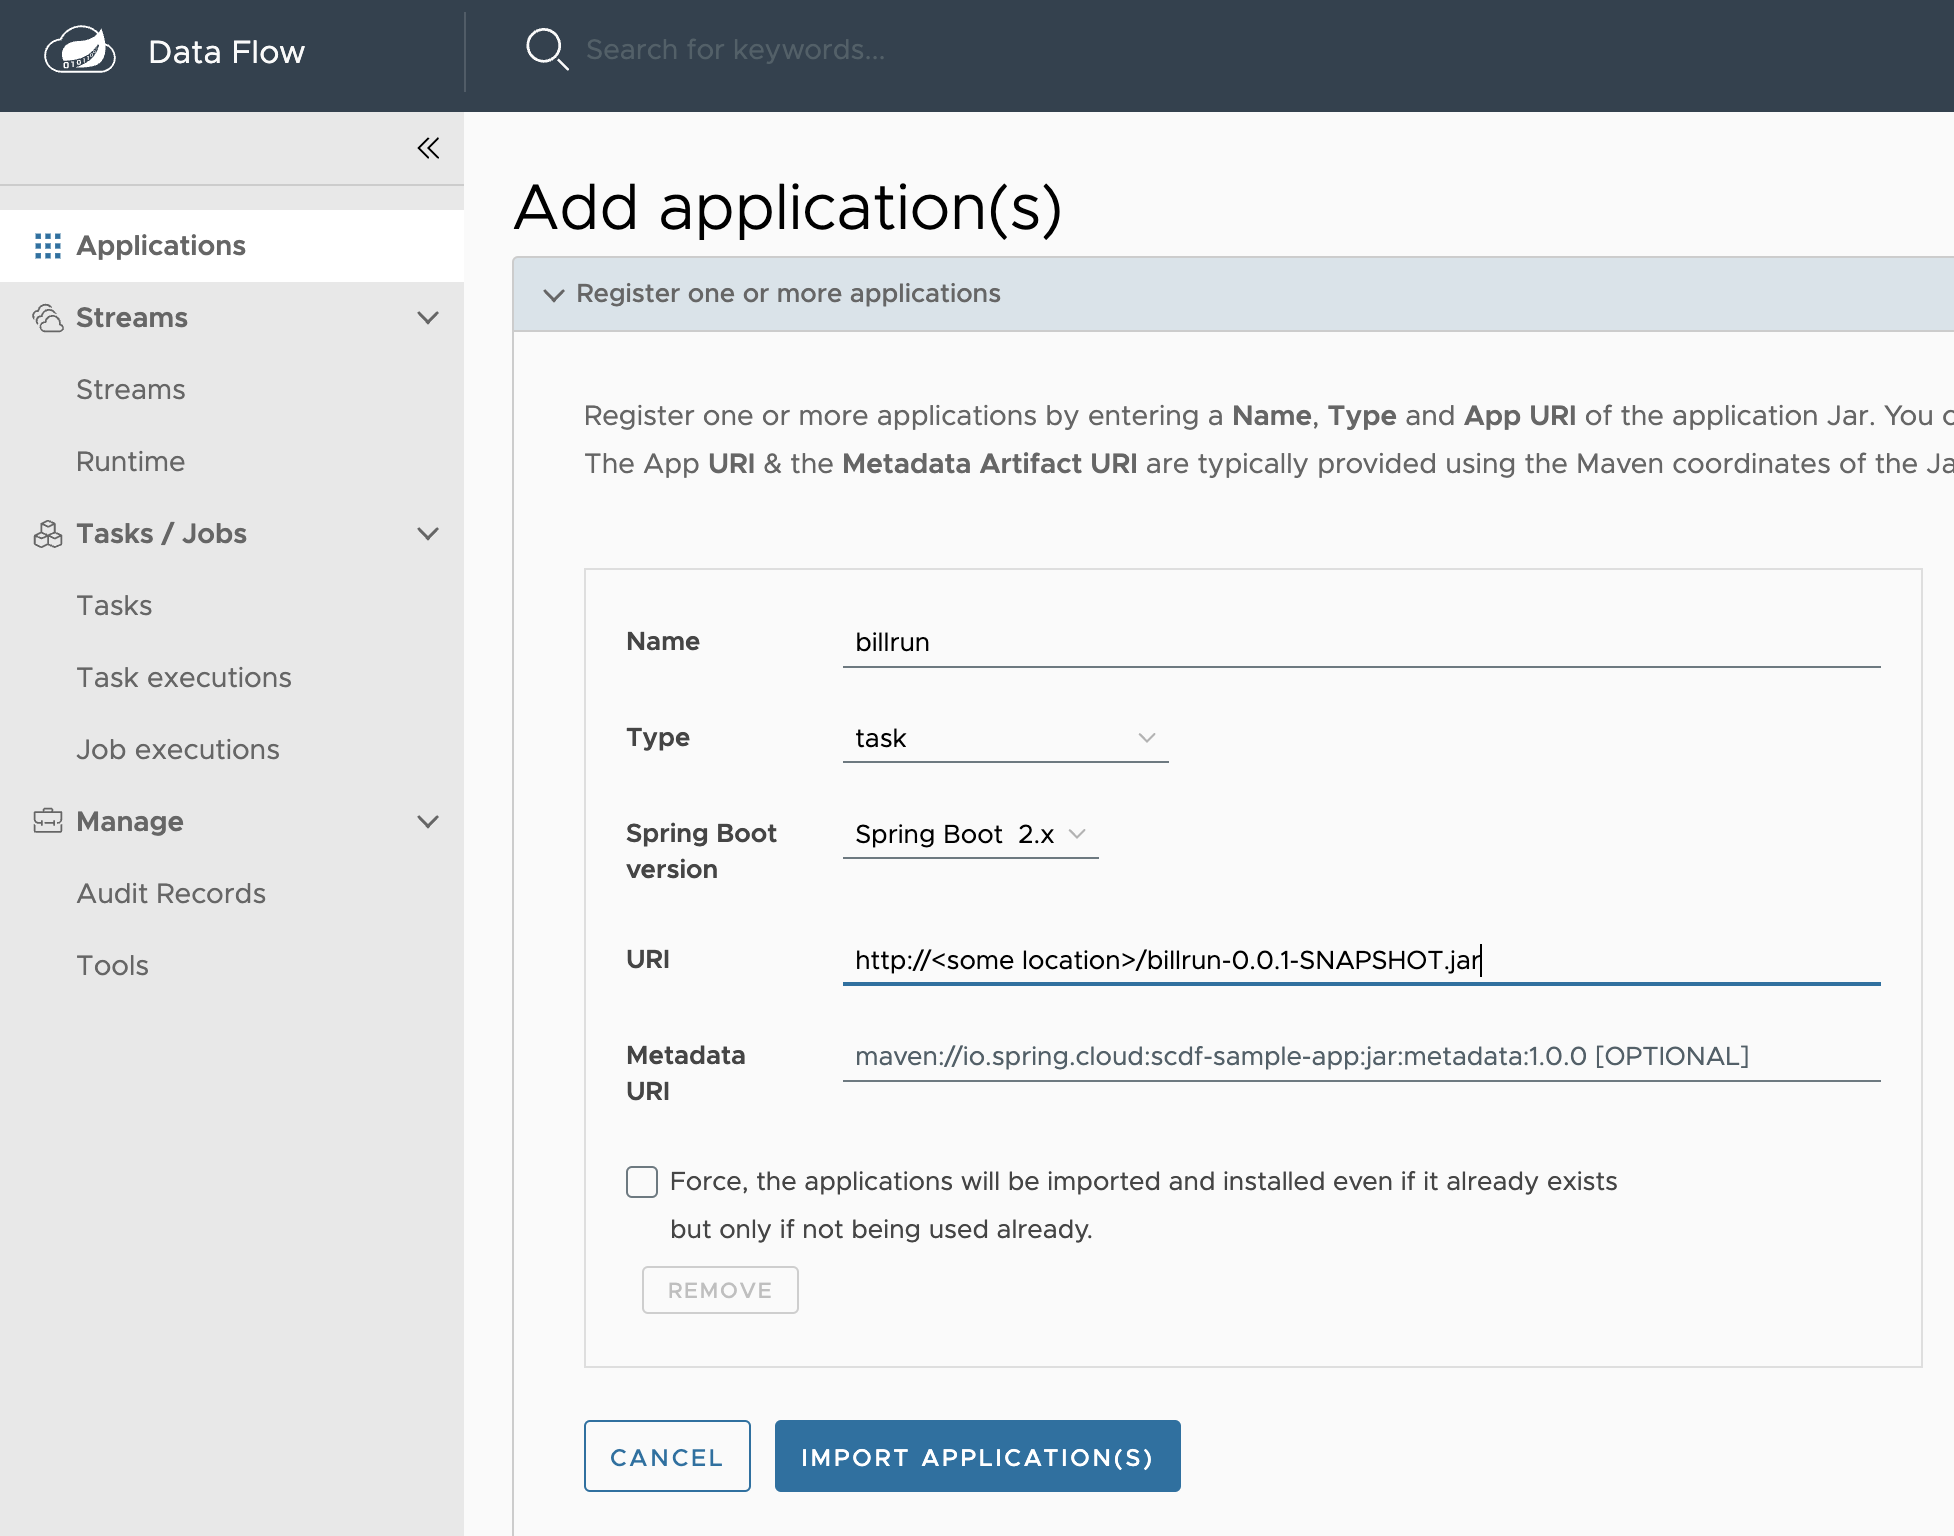 Data Flow
Search for keywords...
Applications
Streams
Streams
Runtime
Tasks / Jobs
Tasks
Task executions
Job executions
Manage
Audit Records
Tools
Add application(s)
Register one or more applications
Register one or more applications by entering a Name, Type and App URI of the application Jar. You
The App URI & the Metadata Artifact URI are typically provided using the Maven coordinates of the
Name
billrun
Type
task
Spring Boot
version
Spring Boot 2.x
URI
http://<some location>/billrun-0.0.1-SNAPSHOT.jar
Metadata
URI
maven://io.spring.cloud:scdf-sample-app:jar:metadata:1.0.0 [OPTIONAL]
Force, the applications will be imported and installed even if it already exists
but only if not being used already.
REMOVE
CANCEL
IMPORT APPLICATION(S)